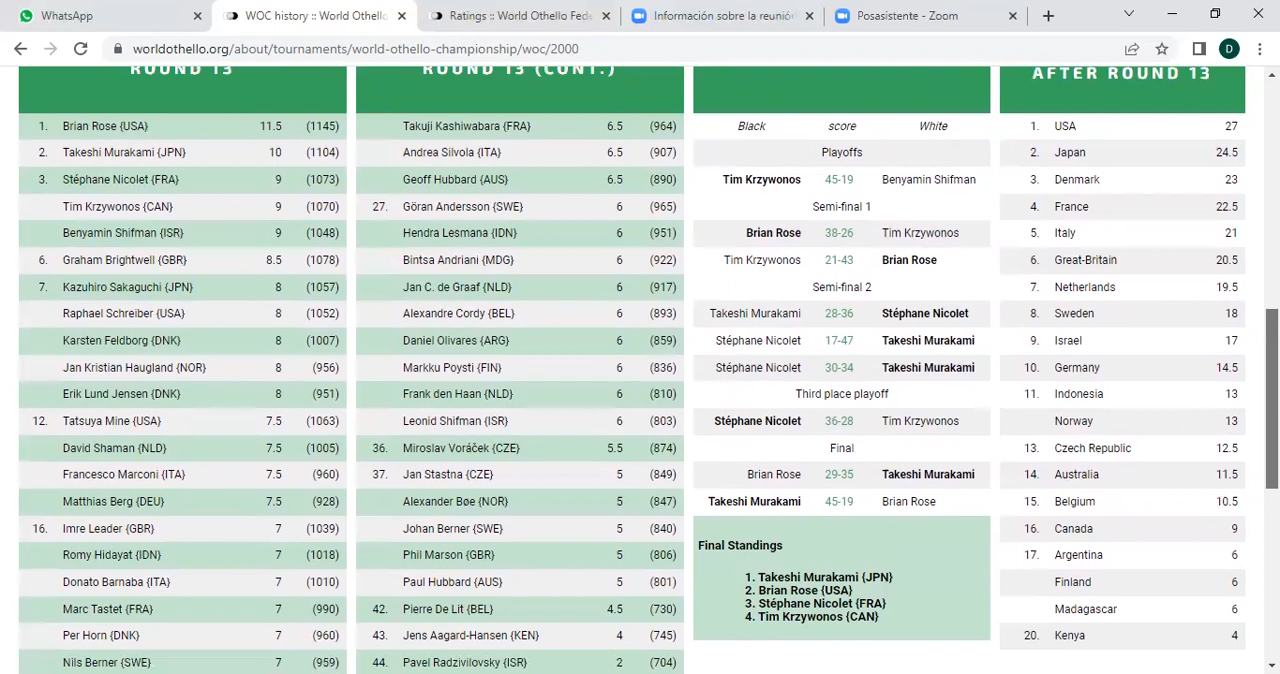 WhatsApp
WOC history :: World Othello
Ratings :: World Othello Fede
Información sobre la reunió
Posasistente - Zoom
worldothello.org/about/tournaments/world-othello-championship/woc/2000
D
ROUND 13
1. Brian Rose {USA} 11.5 (1145)
2. Takeshi Murakami {JPN} 10 (1104)
3. Stéphane Nicolet {FRA} 9 (1073)
Tim Krzywonos {CAN} 9 (1070)
Benyamin Shifman {ISR} 9 (1048)
6. Graham Brightwell {GBR} 8.5 (1078)
7. Kazuhiro Sakaguchi {JPN} 8 (1057)
Raphael Schreiber {USA} 8 (1052)
Karsten Feldborg {DNK} 8 (1007)
Jan Kristian Haugland {NOR} 8 (956)
Erik Lund Jensen {DNK} 8 (951)
12. Tatsuya Mine {USA} 7.5 (1063)
David Shaman {NLD} 7.5 (1005)
Francesco Marconi {ITA} 7.5 (960)
Matthias Berg {DEU} 7.5 (928)
16. Imre Leader {GBR} 7 (1039)
Romy Hidayat {IDN} 7 (1018)
Donato Barnaba {ITA} 7 (1010)
Marc Tastet {FRA} 7 (990)
Per Horn {DNK} 7 (960)
Nils Berner {SWE} 7 (959)
ROUND 13 (CONT.)
Takuji Kashiwabara {FRA} 6.5 (964)
Andrea Silvola {ITA} 6.5 (907)
Geoff Hubbard {AUS} 6.5 (890)
27. Göran Andersson {SWE} 6 (965)
Hendra Lesmana {IDN} 6 (951)
Bintsa Andriani {MDG} 6 (922)
Jan C. de Graaf {NLD} 6 (917)
Alexandre Cordy {BEL} 6 (893)
Daniel Olivares {ARG} 6 (859)
Markku Poysti {FIN} 6 (836)
Frank den Haan {NLD} 6 (810)
Leonid Shifman {ISR} 6 (803)
36. Miroslav Voráček {CZE} 5.5 (874)
37. Jan Stastna {CZE} 5 (849)
Alexander Bøe {NOR} 5 (847)
Johan Berner {SWE} 5 (840)
Phil Marson {GBR} 5 (806)
Paul Hubbard {AUS} 5 (801)
42. Pierre De Lit {BEL} 4.5 (730)
43. Jens Aagard-Hansen {KEN} 4 (745)
44. Pavel Radzivilovsky {ISR} 2 (704)
Black score White
Playoffs
Tim Krzywonos 45-19 Benyamin Shifman
Semi-final 1
Brian Rose 38-26 Tim Krzywonos
Tim Krzywonos 21-43 Brian Rose
Semi-final 2
Takeshi Murakami 28-36 Stéphane Nicolet
Stéphane Nicolet 17-47 Takeshi Murakami
Stéphane Nicolet 30-34 Takeshi Murakami
Third place playoff
Stéphane Nicolet 36-28 Tim Krzywonos
Final
Brian Rose 29-35 Takeshi Murakami
Takeshi Murakami 45-19 Brian Rose
Final Standings
1. Takeshi Murakami {JPN}
2. Brian Rose {USA}
3. Stéphane Nicolet {FRA}
4. Tim Krzywonos {CAN}
AFTER ROUND 13
1. USA 27
2. Japan 24.5
3. Denmark 23
4. France 22.5
5. Italy 21
6. Great-Britain 20.5
7. Netherlands 19.5
8. Sweden 18
9. Israel 17
10. Germany 14.5
11. Indonesia 13
Norway 13
13. Czech Republic 12.5
14. Australia 11.5
15. Belgium 10.5
16. Canada 9
17. Argentina 6
Finland 6
Madagascar 6
20. Kenya 4